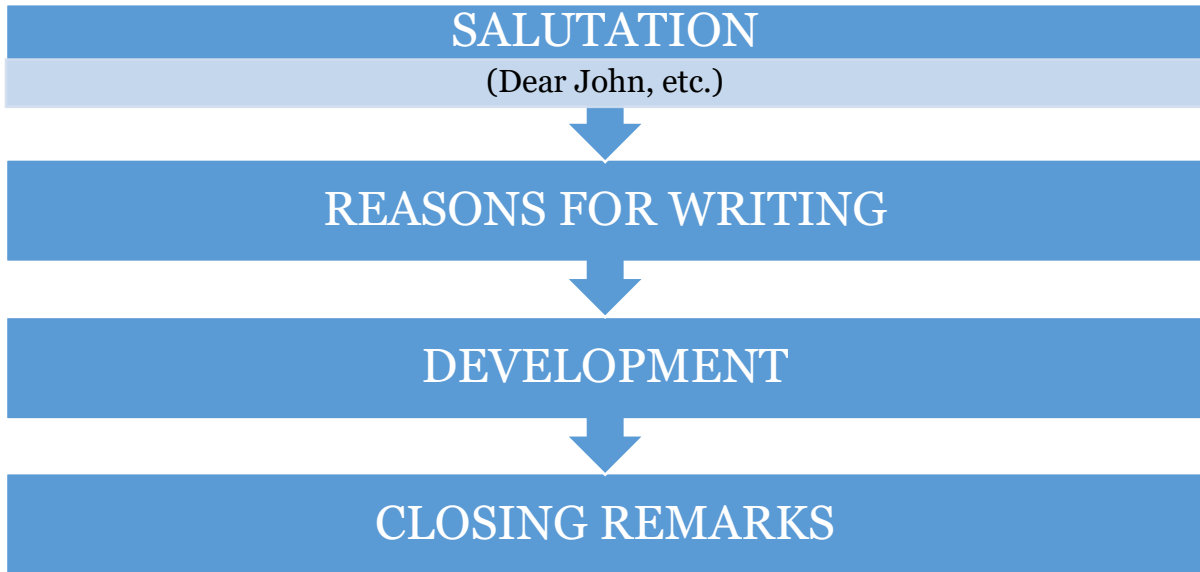 SALUTATION
(Dear John, etc.)
REASONS FOR WRITING
DEVELOPMENT
CLOSING REMARKS